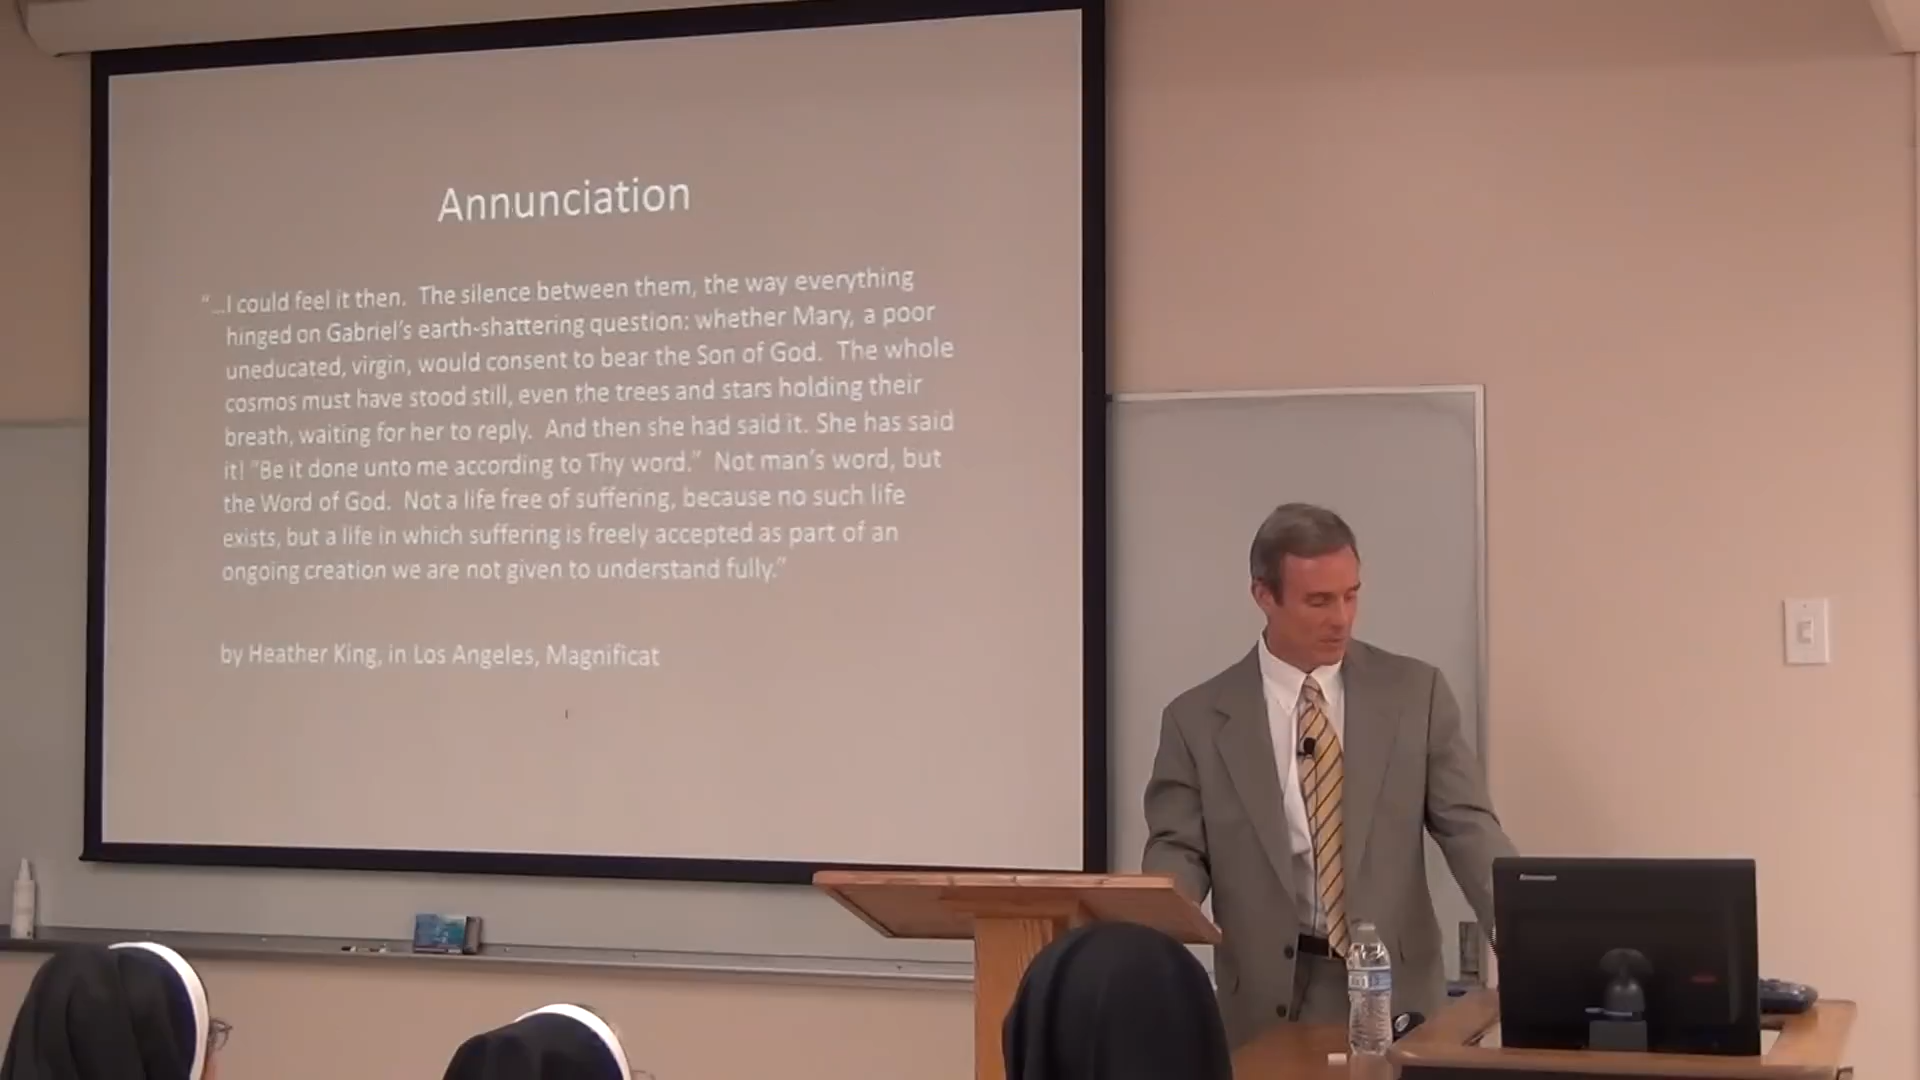 Annunciation
“...I could feel it then. The silence between them, the way everything
hinged on Gabriel’s earth-shattering question: whether Mary, a poor
uneducated, virgin, would consent to bear the Son of God. The whole
cosmos must have stood still, even the trees and stars holding their
breath, waiting for her to reply. And then she had said it. She has said
it! “Be it done unto me according to Thy word.” Not man’s word, but
the Word of God. Not a life free of suffering, because no such life
exists, but a life in which suffering is freely accepted as part of an
ongoing creation we are not given to understand fully.”
by Heather King, in Los Angeles, Magnificat